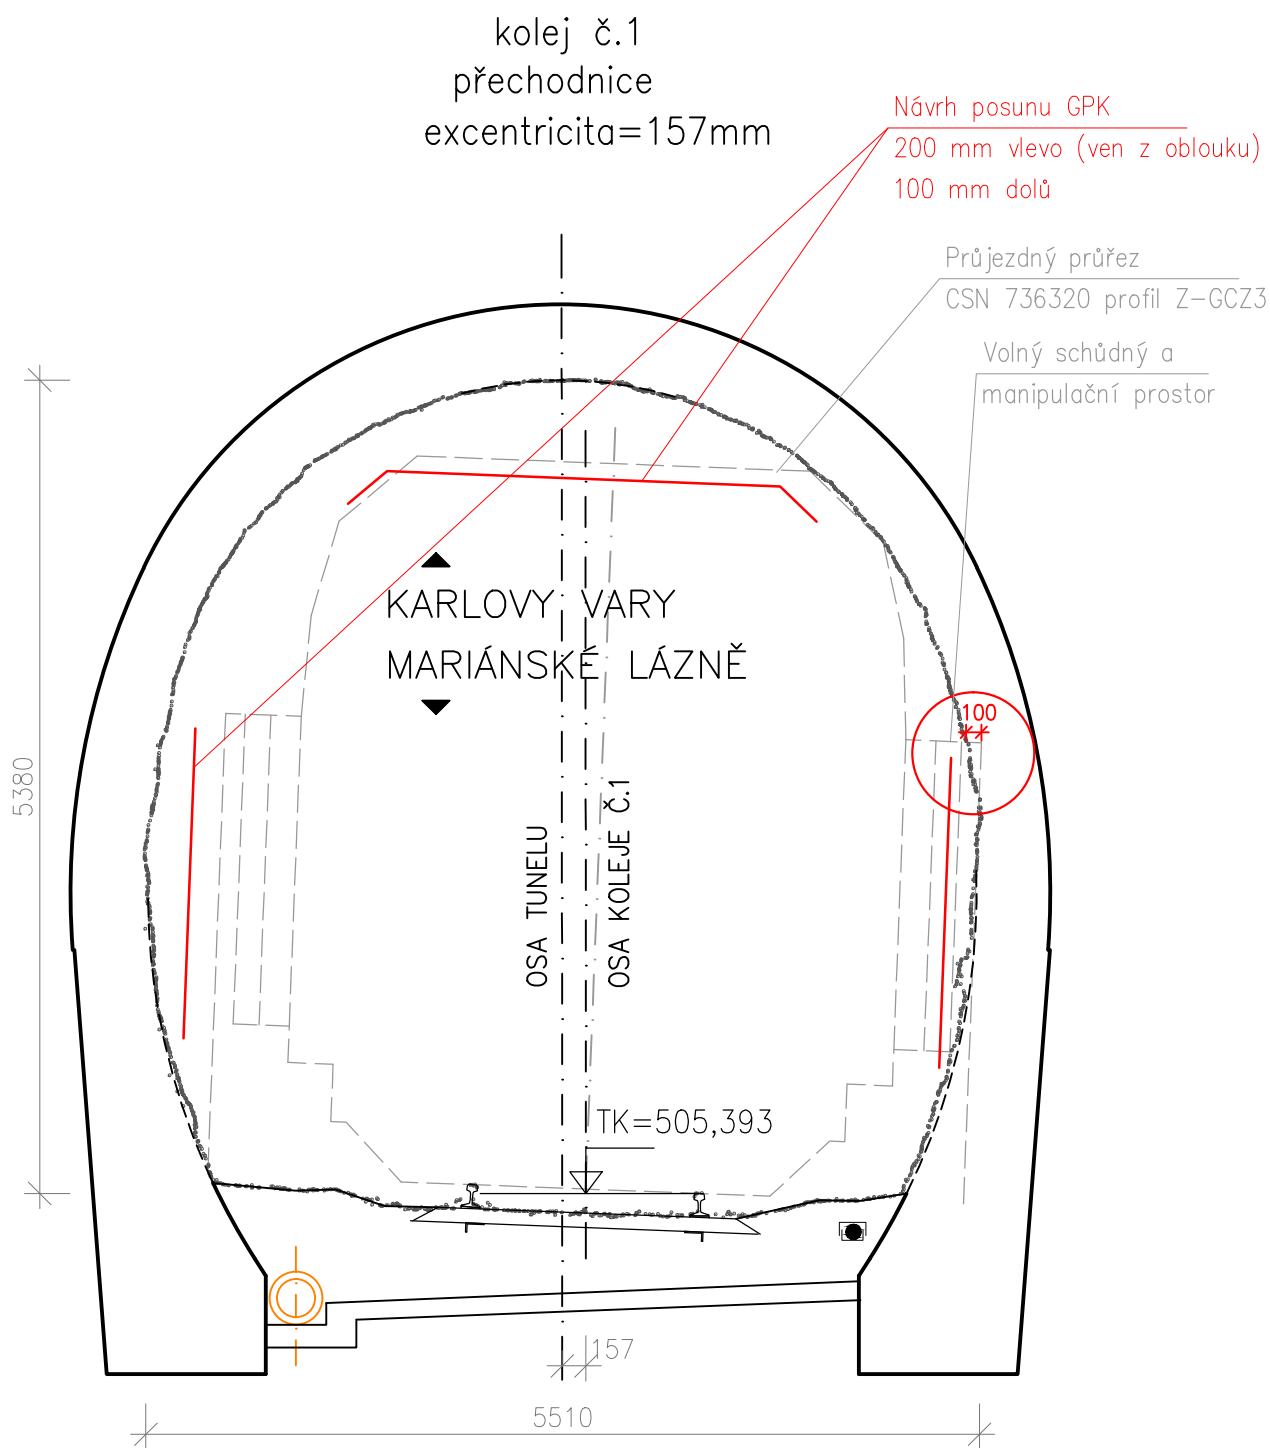 kolej č.1
přechodnice
excentricita=157mm
Návrh posunu GPK
200 mm vlevo (ven z oblouku)
100 mm dolů
Průjezdný průřez
CSN 736320 profil Z-GCZ3
Volný schůdný a
manipulační prostor
KARLOVY VARY
MARIÁNSKÉ LÁZNĚ
100
5380
OSA TUNELU
OSA KOLEJE Č.1
TK=505,393
157
5510